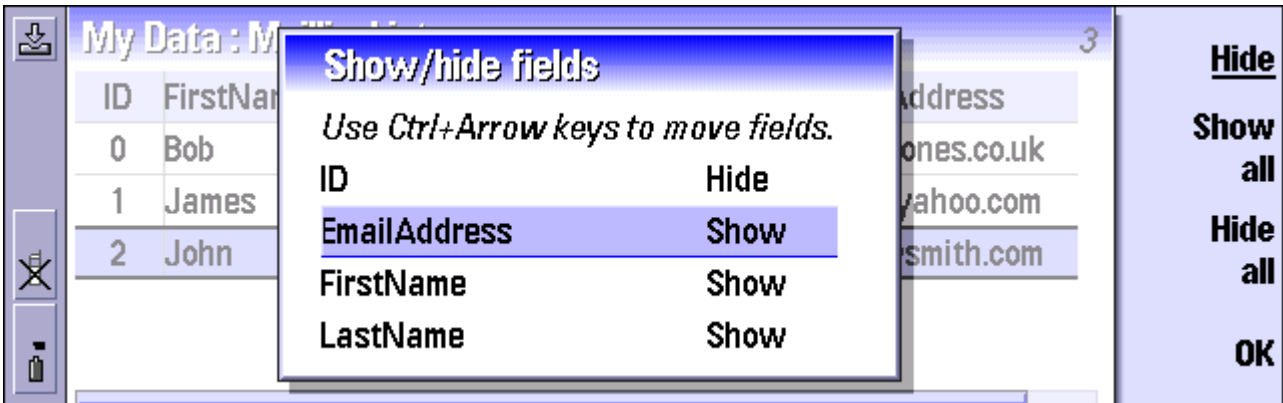 My Data : M
3
Show/hide fields
Use Ctrl+Arrow keys to move fields.
ID Hide
EmailAddress Show
FirstName Show
LastName Show
ID FirstNar Address
0 Bob ones.co.uk
1 James yahoo.com
2 John smith.com
Hide
Show
all
Hide
all
OK